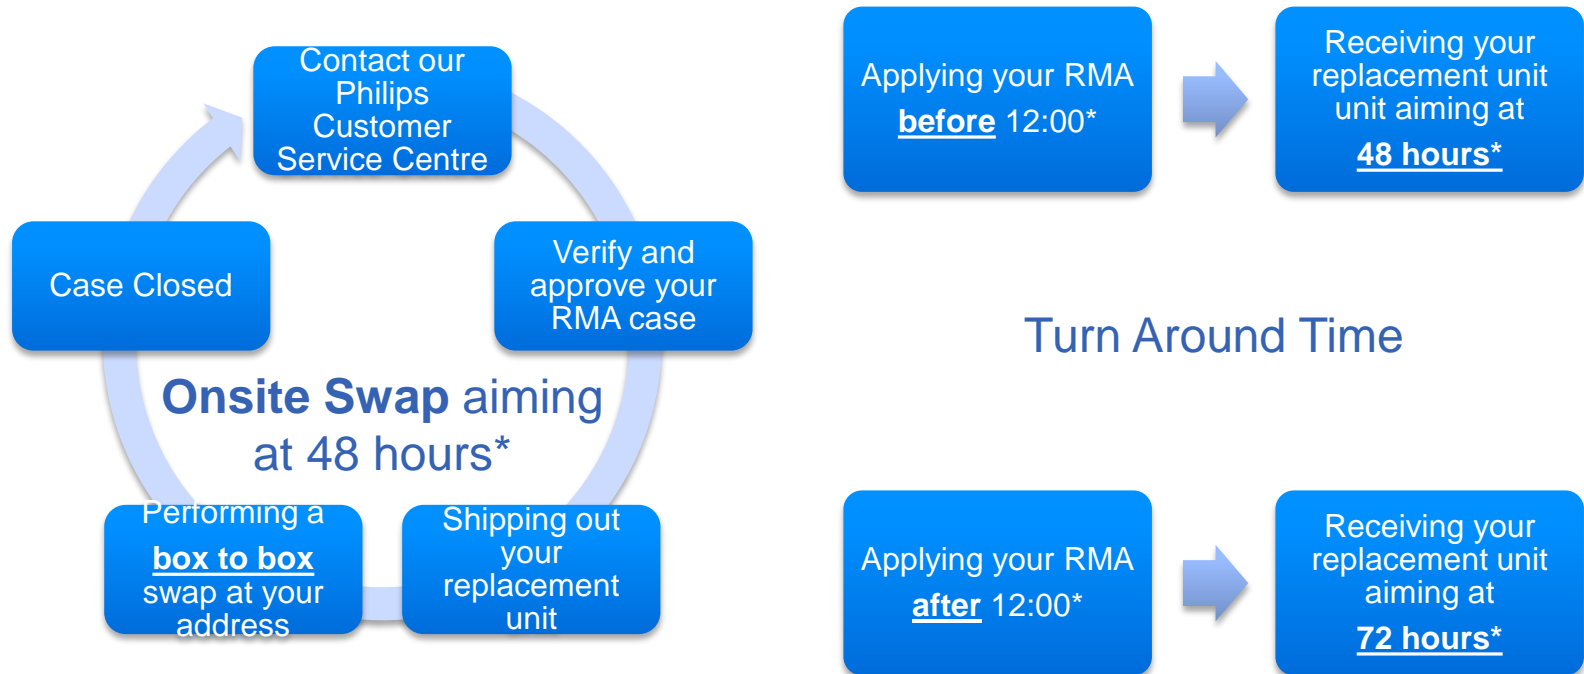 Contact our
Philips
Customer
Service Centre
Verify and
approve your
RMA case
Shipping out
your
replacement
unit
Performing a
box to box
swap at your
address
Case Closed
Onsite Swap aiming
at 48 hours*
Applying your RMA
before 12:00*
Receiving your
replacement unit
unit aiming at
48 hours*
Turn Around Time
Applying your RMA
after 12:00*
Receiving your
replacement unit
aiming at
72 hours*